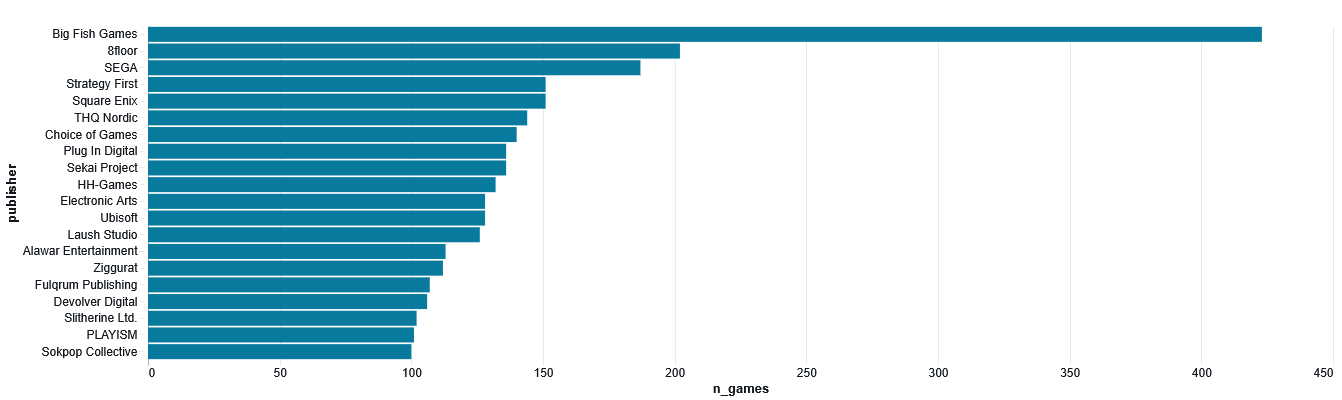 publisher
Big Fish Games
8floor
SEGA
Strategy First
Square Enix
THQ Nordic
Choice of Games
Plug In Digital
Sekai Project
HH-Games
Electronic Arts
Ubisoft
Laush Studio
Alawar Entertainment
Ziggurat
Fulqrum Publishing
Devolver Digital
Slitherine Ltd.
PLAYISM
Sokpop Collective
0 50 100 150 200 250 300 350 400 450
n_games